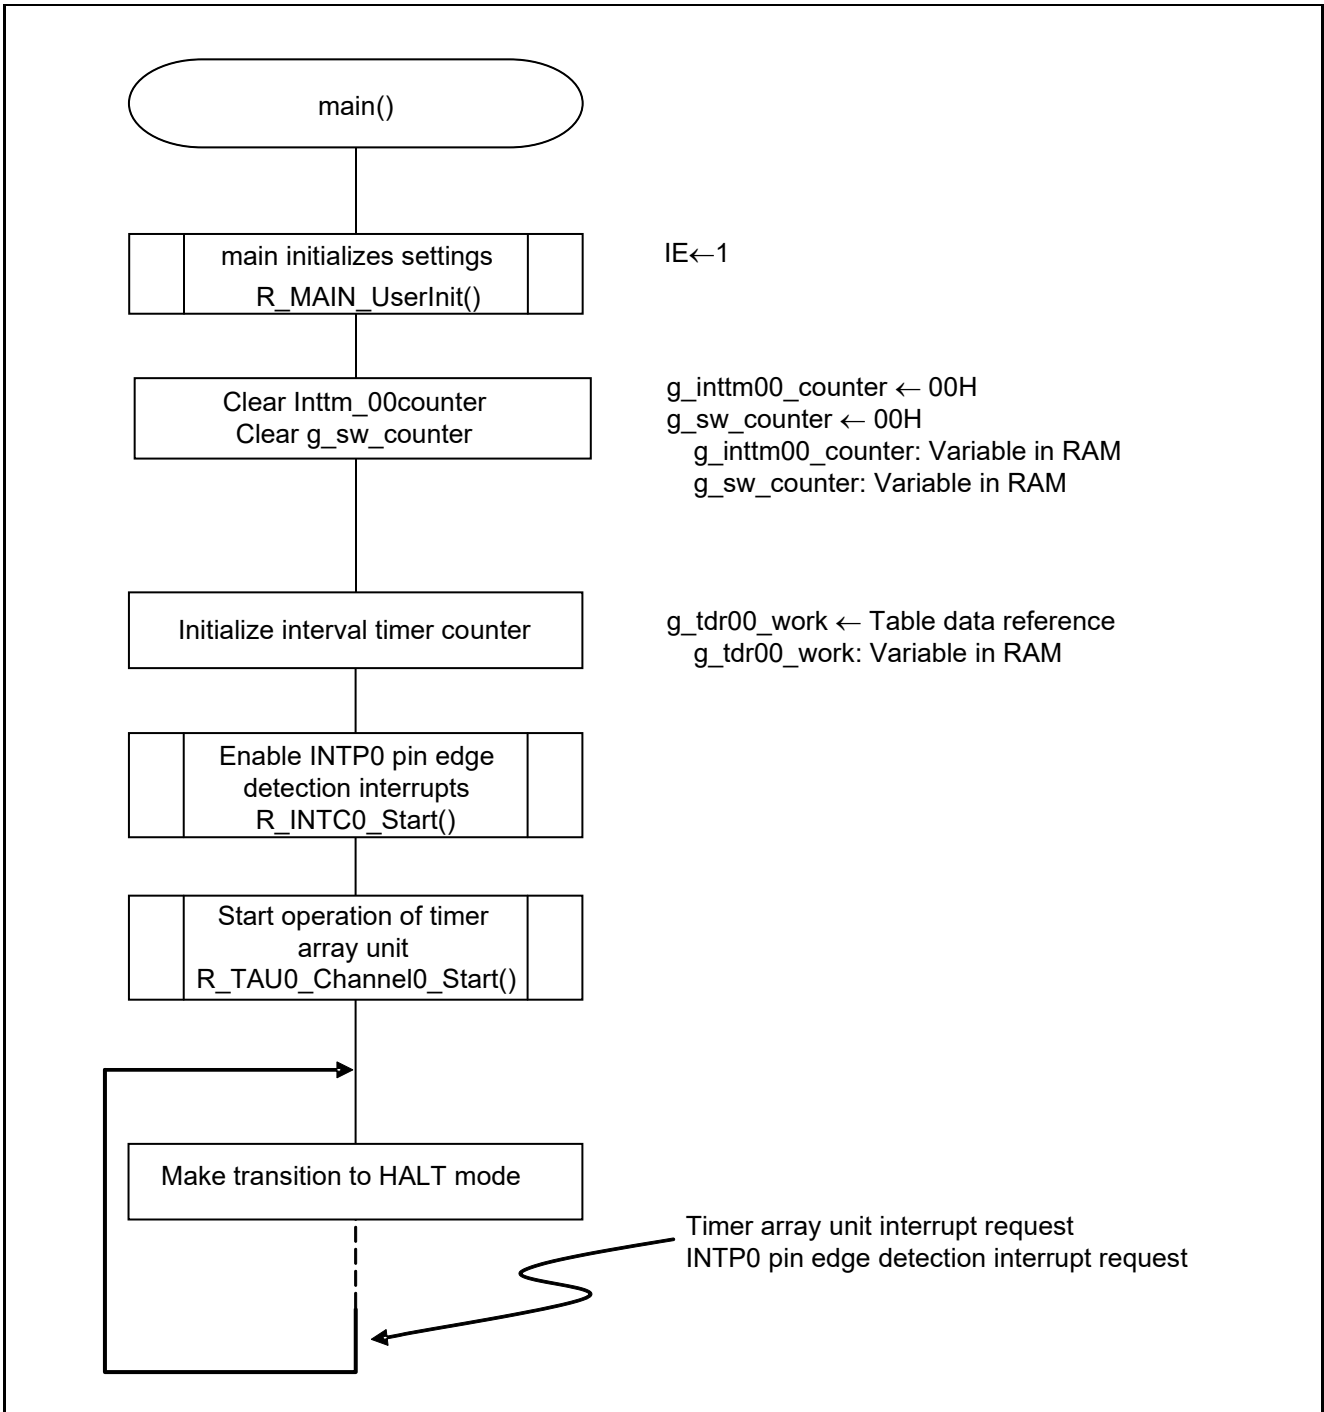 main()
main initializes settings
R_MAIN_UserInit()
IE←1
Clear Inttm_00counter
Clear g_sw_counter
g_inttm00_counter ← 00H
g_sw_counter ← 00H
g_inttm00_counter: Variable in RAM
g_sw_counter: Variable in RAM
Initialize interval timer counter
g_tdr00_work ← Table data reference
g_tdr00_work: Variable in RAM
Enable INTP0 pin edge
detection interrupts
R_INTC0_Start()
Start operation of timer
array unit
R_TAU0_Channel0_Start()
Make transition to HALT mode
Timer array unit interrupt request
INTP0 pin edge detection interrupt request